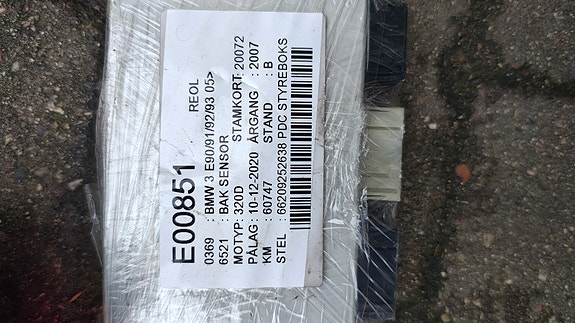 REOL
E00851
0369 : BMW 3 E90/91/92/93 05>
6521 : BAK SENSOR
MOTYP: 320D STAMKORT: 20072
PÅLAG : 10-12-2020 ÅRGANG : 2007
KM : 60747 STAND : B
STEL : 66209252638 PDC STYREBOKS